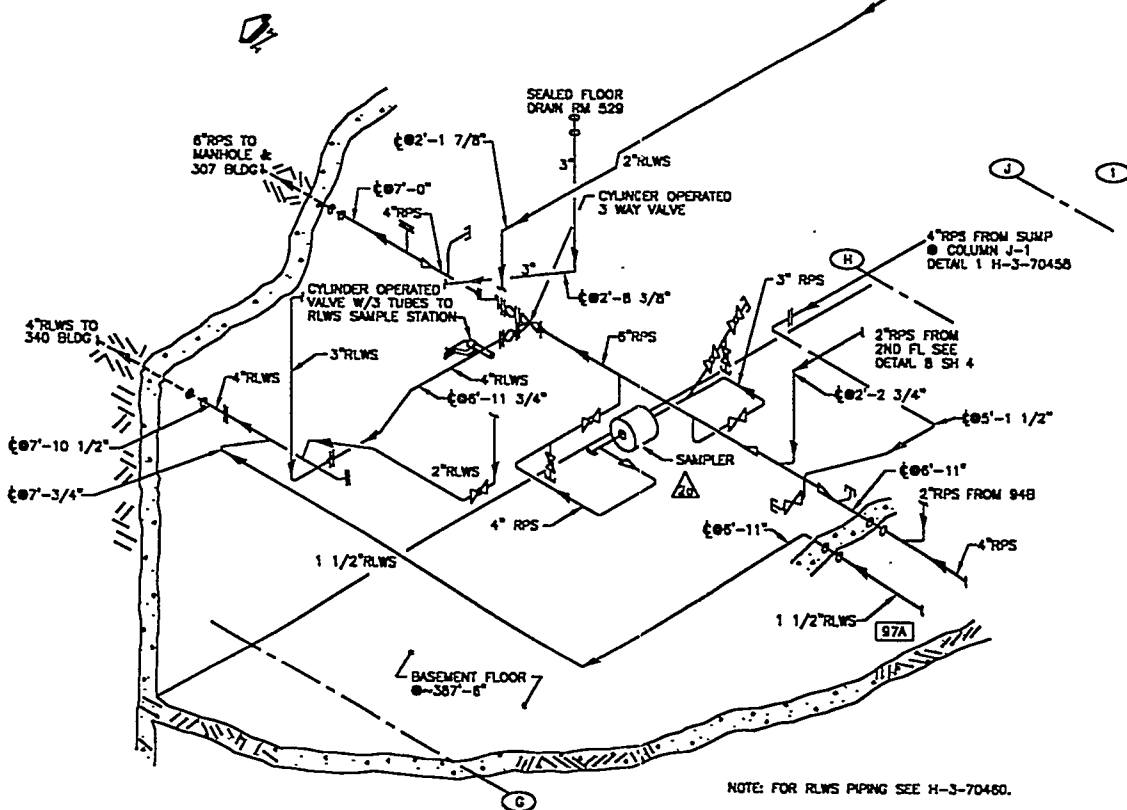 SEALED FLOOR
DRAIN RM 529
6"RPS TO
MANHOLE &
307 BLDG
℄@2'-1 7/8"
3"
2"RLWS
℄@7'-0"
4"RPS
CYLINDER OPERATED
3 WAY VALVE
J
I
H
4"RPS FROM SUMP
@ COLUMN J-1
DETAIL 1 H-3-70458
3"
℄@2'-8 3/8"
3" RPS
CYLINDER OPERATED
VALVE W/3 TUBES TO
RLWS SAMPLE STATION
4"RLWS TO
340 BLDG
3"RLWS
6"RPS
2"RPS FROM
2ND FL SEE
DETAIL 8 SH 4
4"RLWS
4"RLWS
℄@6'-11 3/4"
℄@2'-2 3/4"
℄@5'-1 1/2"
℄@7'-10 1/2"
2"RLWS
SAMPLER
2g
℄@6'-11"
℄@7'-3/4"
2"RPS FROM 94B
4" RPS
℄@6'-11"
4"RPS
1 1/2"RLWS
1 1/2"RLWS
97A
BASEMENT FLOOR
@~387'-6"
G
NOTE: FOR RLWS PIPING SEE H-3-70460.